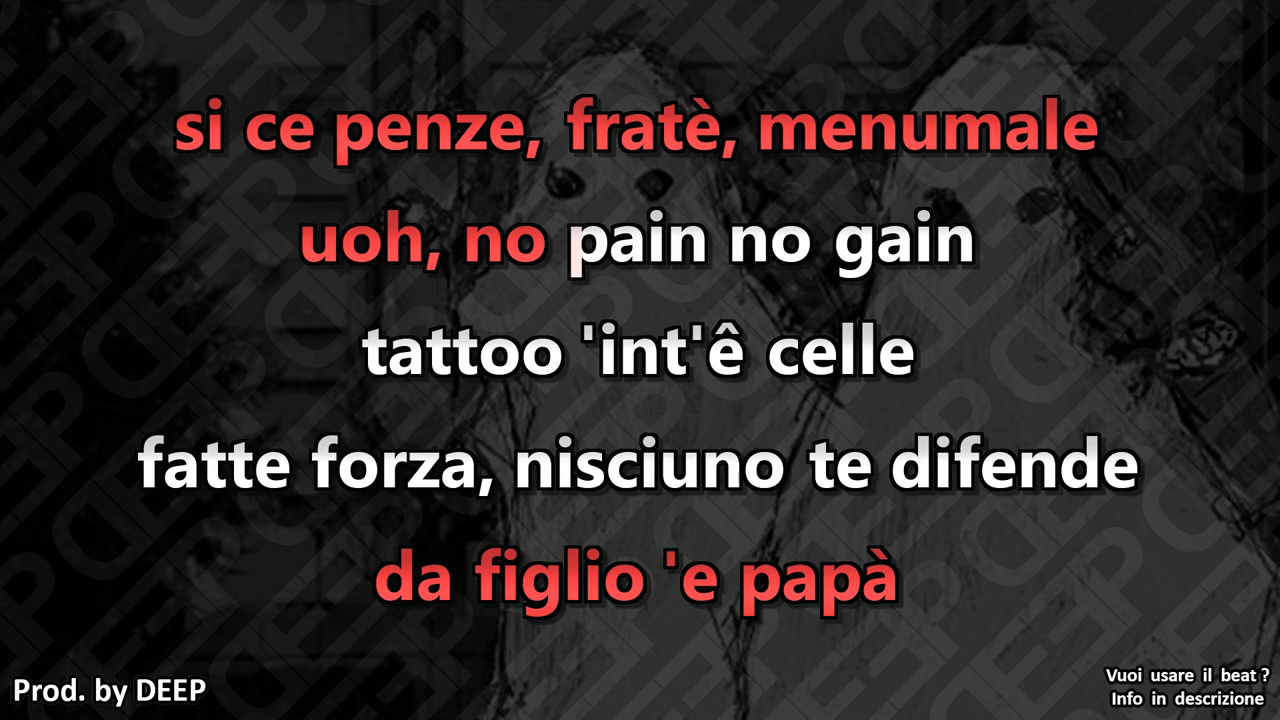 si ce penze, fratè, menumale
uoh, no pain no gain
tattoo 'int'ê celle
fatte forza, nisciuno te difende
da figlio 'e papà
Prod. by DEEP
Vuoi usare il beat ?
Info in descrizione